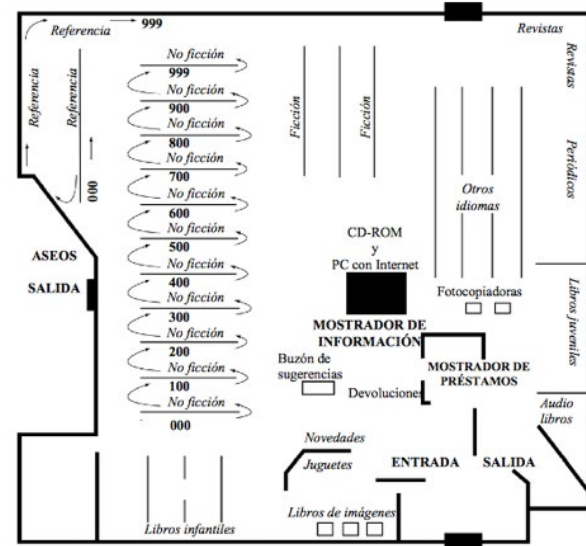 Referencia
999
Referencia
Referencia
000
No ficción
999
No ficción
900
No ficción
800
No ficción
700
No ficción
600
No ficción
500
No ficción
400
No ficción
300
No ficción
200
No ficción
100
No ficción
000
Ficción
Ficción
Revistas
Revistas
Periódicos
Otros
idiomas
CD-ROM
y
PC con Internet
Fotocopiadoras
Libros juveniles
ASEOS
SALIDA
MOSTRADOR DE
INFORMACIÓN
Buzón de
sugerencias
MOSTRADOR DE
PRÉSTAMOS
Devoluciones
Audio
libros
Novedades
Juguetes
ENTRADA
SALIDA
Libros de imágenes
Libros infantiles